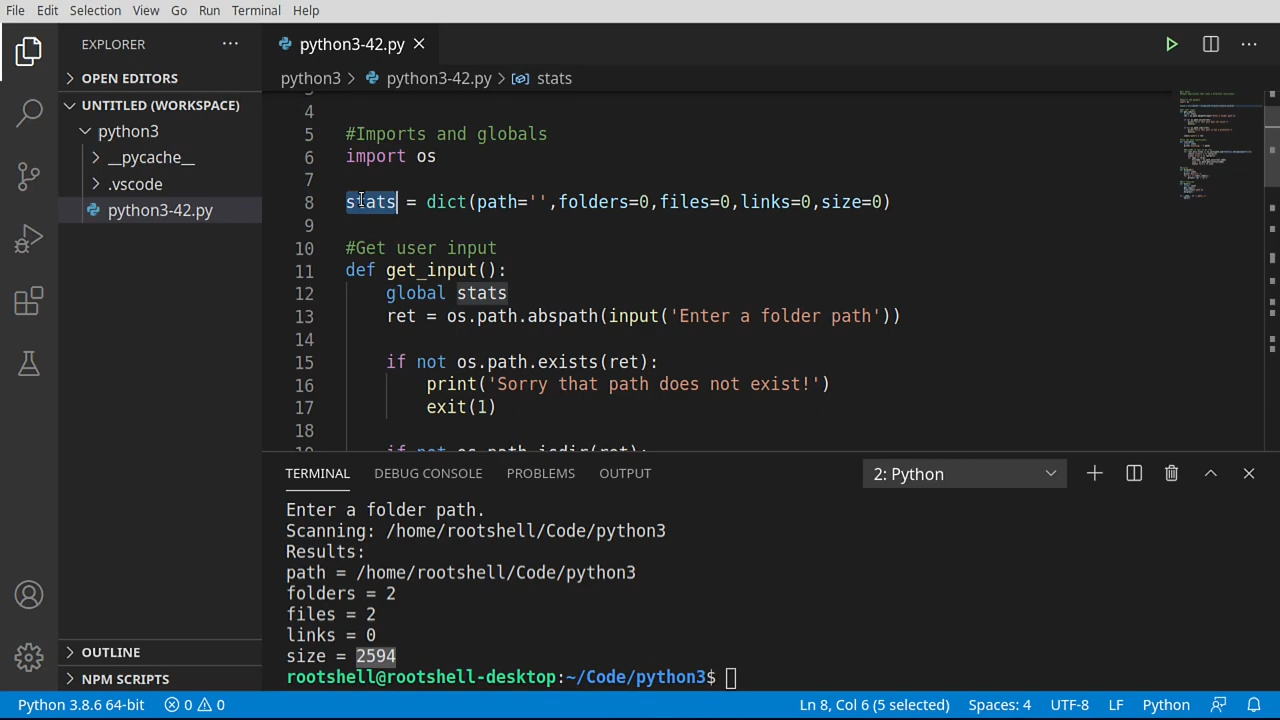 File Edit Selection View Go Run Terminal Help
EXPLORER
OPEN EDITORS
UNTITLED (WORKSPACE)
python3
__pycache__
.vscode
python3-42.py
OUTLINE
NPM SCRIPTS
python3-42.py
python3 > python3-42.py > stats
4
5 #Imports and globals
6 import os
7
8 stats = dict(path='',folders=0,files=0,links=0,size=0)
9
10 #Get user input
11 def get_input():
12 global stats
13 ret = os.path.abspath(input('Enter a folder path'))
14
15 if not os.path.exists(ret):
16 print('Sorry that path does not exist!')
17 exit(1)
18
19 if not os.path.isdir(ret):
TERMINAL DEBUG CONSOLE PROBLEMS OUTPUT 2: Python
Enter a folder path.
Scanning: /home/rootshell/Code/python3
Results:
path = /home/rootshell/Code/python3
folders = 2
files = 2
links = 0
size = 2594
rootshell@rootshell-desktop:~/Code/python3$
Python 3.8.6 64-bit 0 0 Ln 8, Col 6 (5 selected) Spaces: 4 UTF-8 LF Python